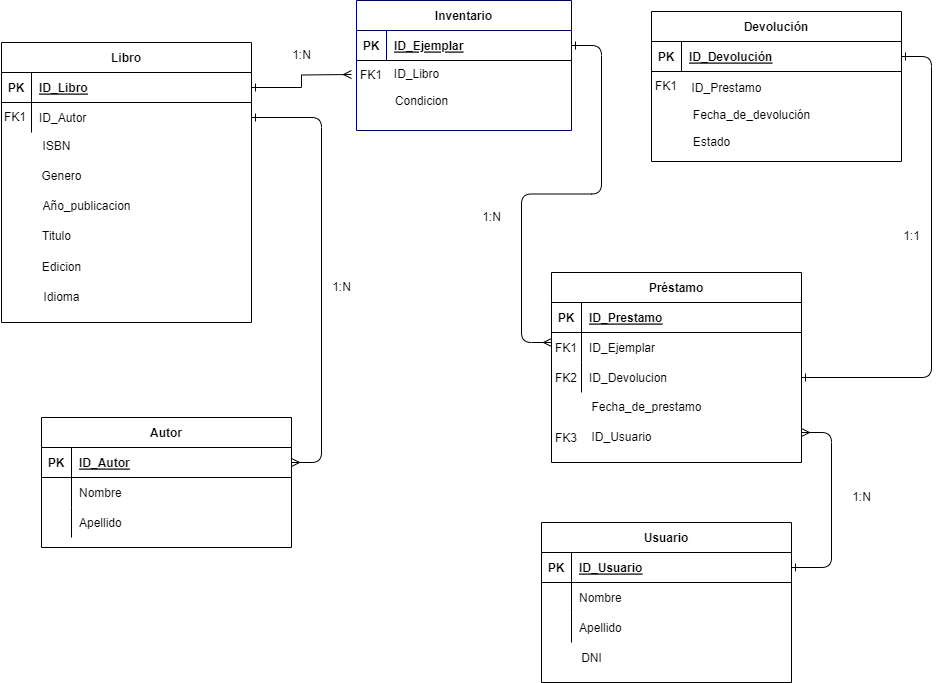 Libro
PK ID_Libro
FK1 ID_Autor
ISBN
Genero
Año_publicacion
Titulo
Edicion
Idioma
1:N
Inventario
PK ID_Ejemplar
FK1 ID_Libro
Condicion
Devolución
PK ID_Devolución
FK1 ID_Prestamo
Fecha_de_devolución
Estado
1:N
1:1
1:N
Préstamo
PK ID_Prestamo
FK1 ID_Ejemplar
FK2 ID_Devolucion
Fecha_de_prestamo
FK3 ID_Usuario
Autor
PK ID_Autor
Nombre
Apellido
1:N
Usuario
PK ID_Usuario
Nombre
Apellido
DNI